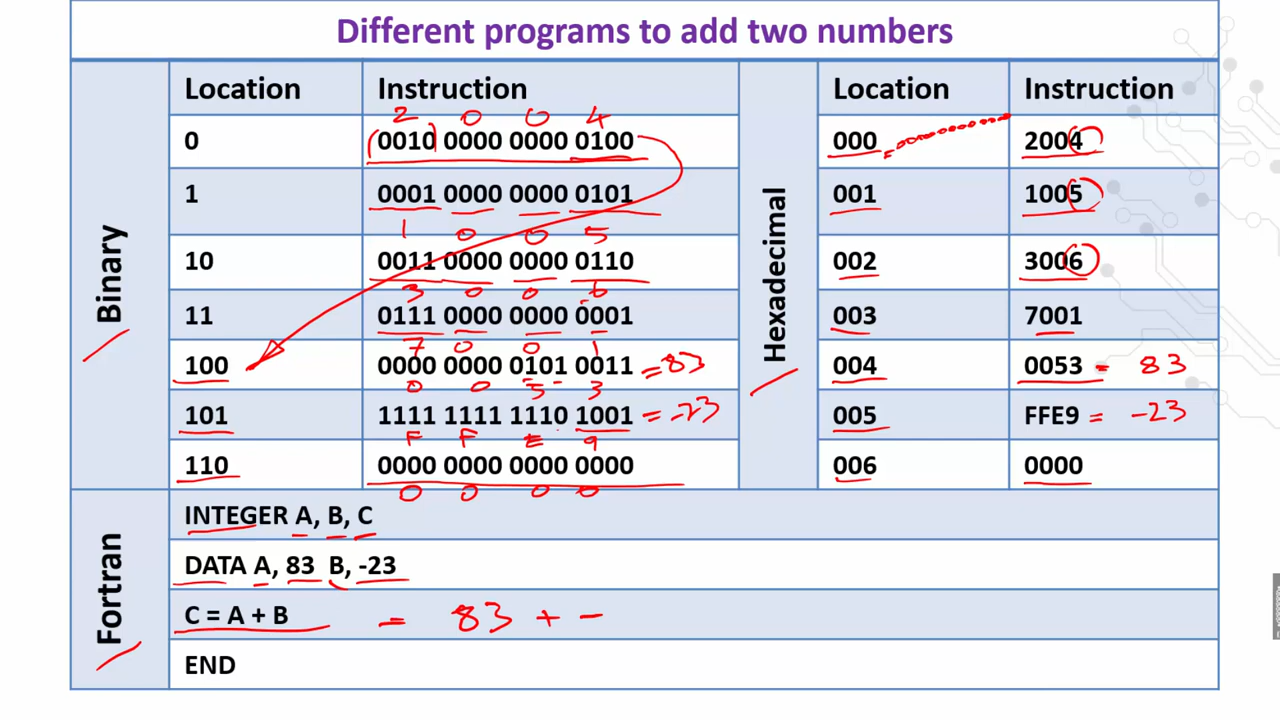 Different programs to add two numbers
Binary
Location Instruction
2 0 0 4
0 (0010) 0000 0000 0100
1 0001 0000 0000 0101
1 0 0 5
10 0011 0000 0000 0110
3 0 0 6
11 0111 0000 0000 0001
7 0 0 1
100 0000 0000 0101 0011 = 83
0 0 5 3
101 1111 1111 1110 1001 = -23
F F E 9
110 0000 0000 0000 0000
0 0 0 0
Hexadecimal
Location Instruction
000 2004
001 1005
002 3006
003 7001
004 0053 = 83
005 FFE9 = -23
006 0000
Fortran
INTEGER A, B, C
DATA A, 83 B, -23
C = A + B = 83 + -
END